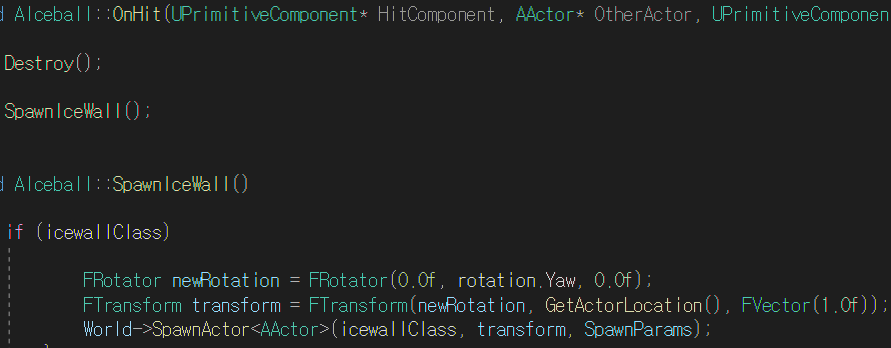 d AIceball::OnHit(UPrimitiveComponent* HitComponent, AActor* OtherActor, UPrimitiveComponen
Destroy();
SpawnIceWall();
d AIceball::SpawnIceWall()
if (icewallClass)
FRotator newRotation = FRotator(0.0f, rotation.Yaw, 0.0f);
FTransform transform = FTransform(newRotation, GetActorLocation(), FVector(1.0f));
World->SpawnActor<AActor>(icewallClass, transform, SpawnParams);